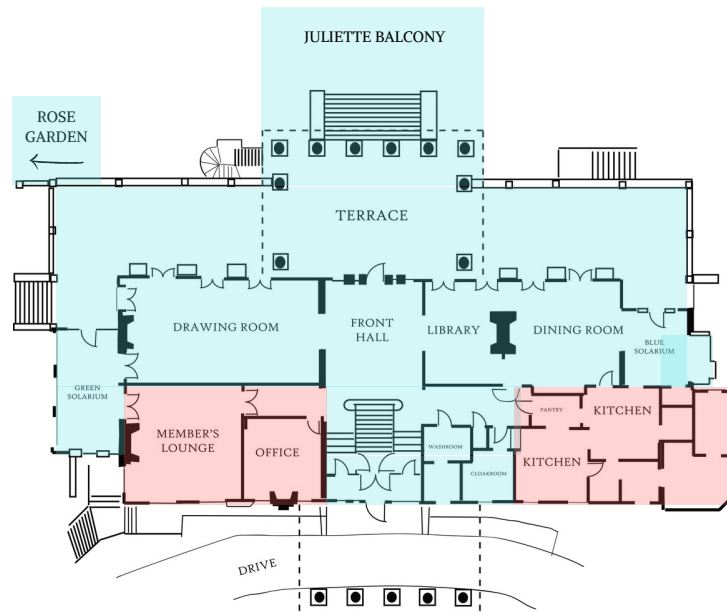 JULIETTE BALCONY
ROSE
GARDEN
TERRACE
DRAWING ROOM
FRONT
HALL
LIBRARY
DINING ROOM
BLUE
SOLARIUM
GREEN
SOLARIUM
MEMBER'S
LOUNGE
OFFICE
WASHROOM
CLOAKROOM
PANTRY
KITCHEN
KITCHEN
DRIVE